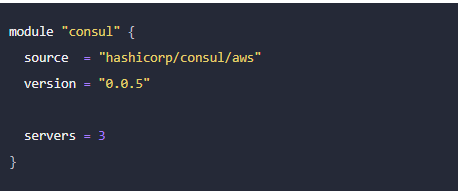 module "consul" {
  source  = "hashicorp/consul/aws"
  version = "0.0.5"

  servers = 3
}